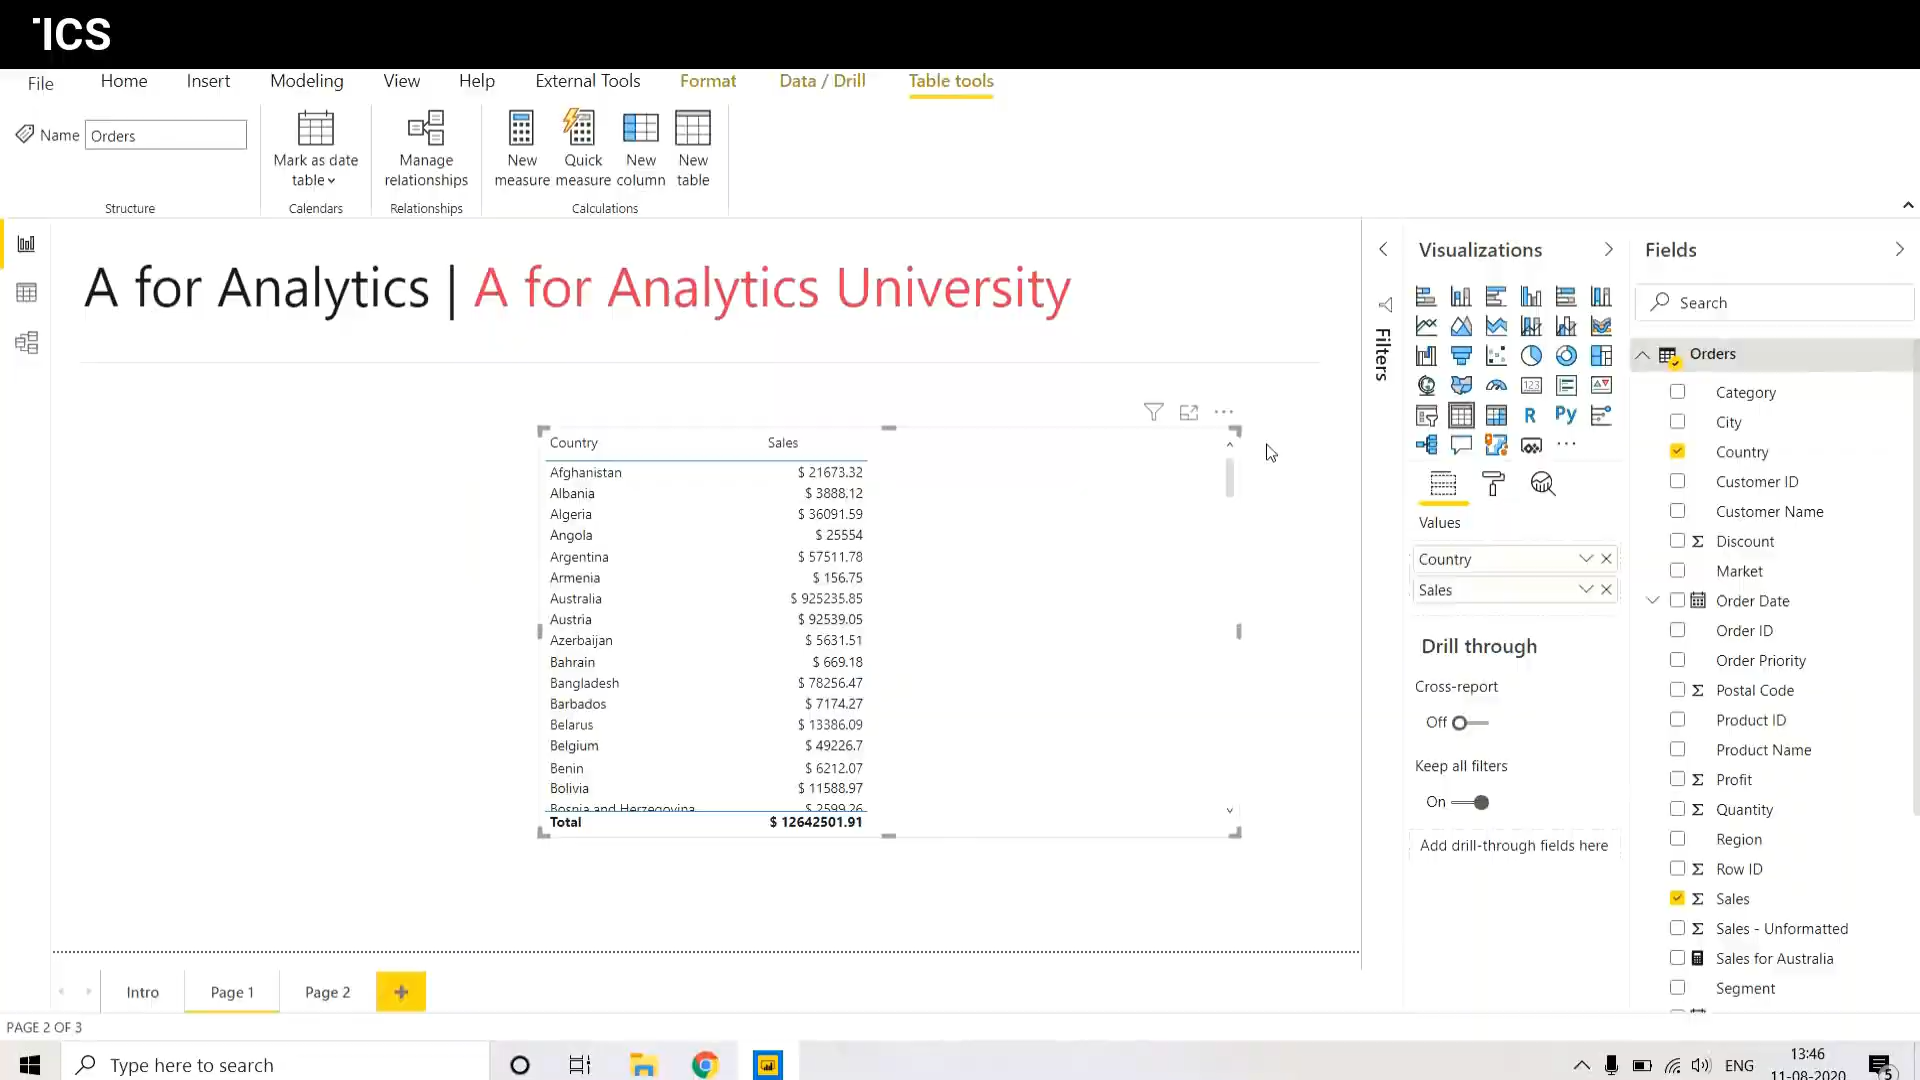 ICS
File Home Insert Modeling View Help External Tools Format Data / Drill Table tools
Name Orders
Mark as date table
Manage relationships
New measure
Quick measure
New column
New table
Structure Calendars Relationships Calculations
A for Analytics | A for Analytics University
Country Sales
Afghanistan $ 21673.32
Albania $ 3888.12
Algeria $ 36091.59
Angola $ 25554
Argentina $ 57511.78
Armenia $ 156.75
Australia $ 925235.85
Austria $ 92539.05
Azerbaijan $ 5631.51
Bahrain $ 669.18
Bangladesh $ 78256.47
Barbados $ 7174.27
Belarus $ 13386.09
Belgium $ 49226.7
Benin $ 6212.07
Bolivia $ 11588.97
Bosnia and Herzegovina $ 2599.26
Total $ 12642501.91
Filters
Visualizations
R Py
123
Values
Country
Sales
Drill through
Cross-report
Off
Keep all filters
On
Add drill-through fields here
Fields
Search
Orders
Category
City
Country
Customer ID
Customer Name
Σ Discount
Market
Order Date
Order ID
Order Priority
Σ Postal Code
Product ID
Product Name
Σ Profit
Σ Quantity
Region
Σ Row ID
Σ Sales
Σ Sales - Unformatted
Sales for Australia
Segment
Intro Page 1 Page 2 +
PAGE 2 OF 3
Type here to search
ENG
13:46
11-08-2020
5